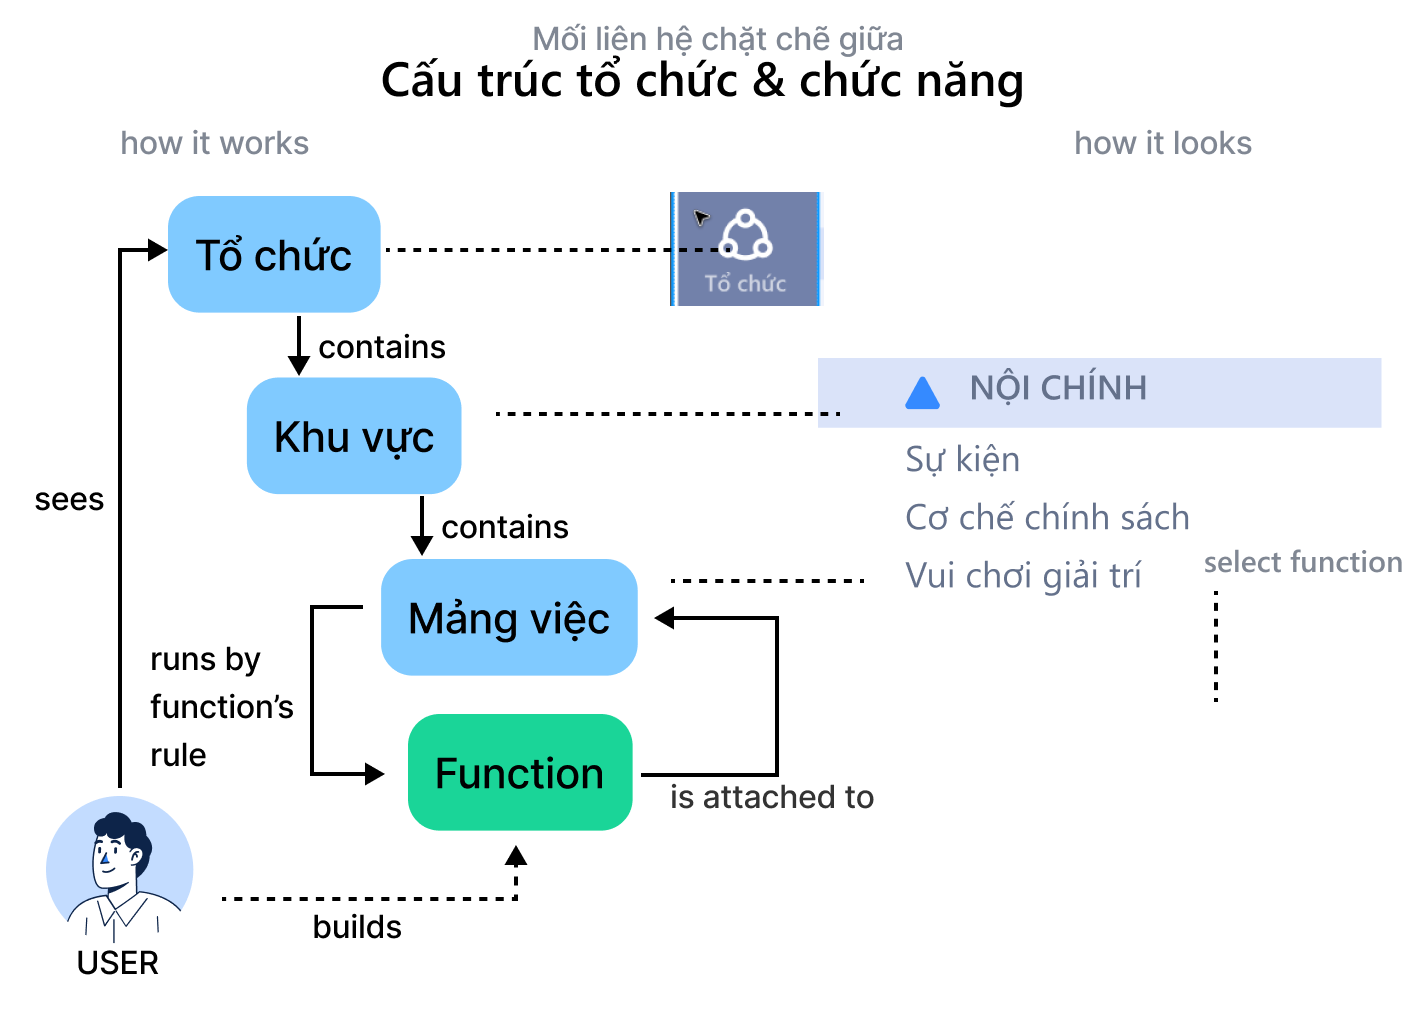 Mối liên hệ chặt chẽ giữa
Cấu trúc tổ chức & chức năng
how it works
how it looks
Tổ chức
Tổ chức
contains
Khu vực
NỘI CHÍNH
Sự kiện
sees
contains
Cơ chế chính sách
select function
Vui chơi giải trí
Mảng việc
runs by
function’s
rule
Function
is attached to
builds
USER